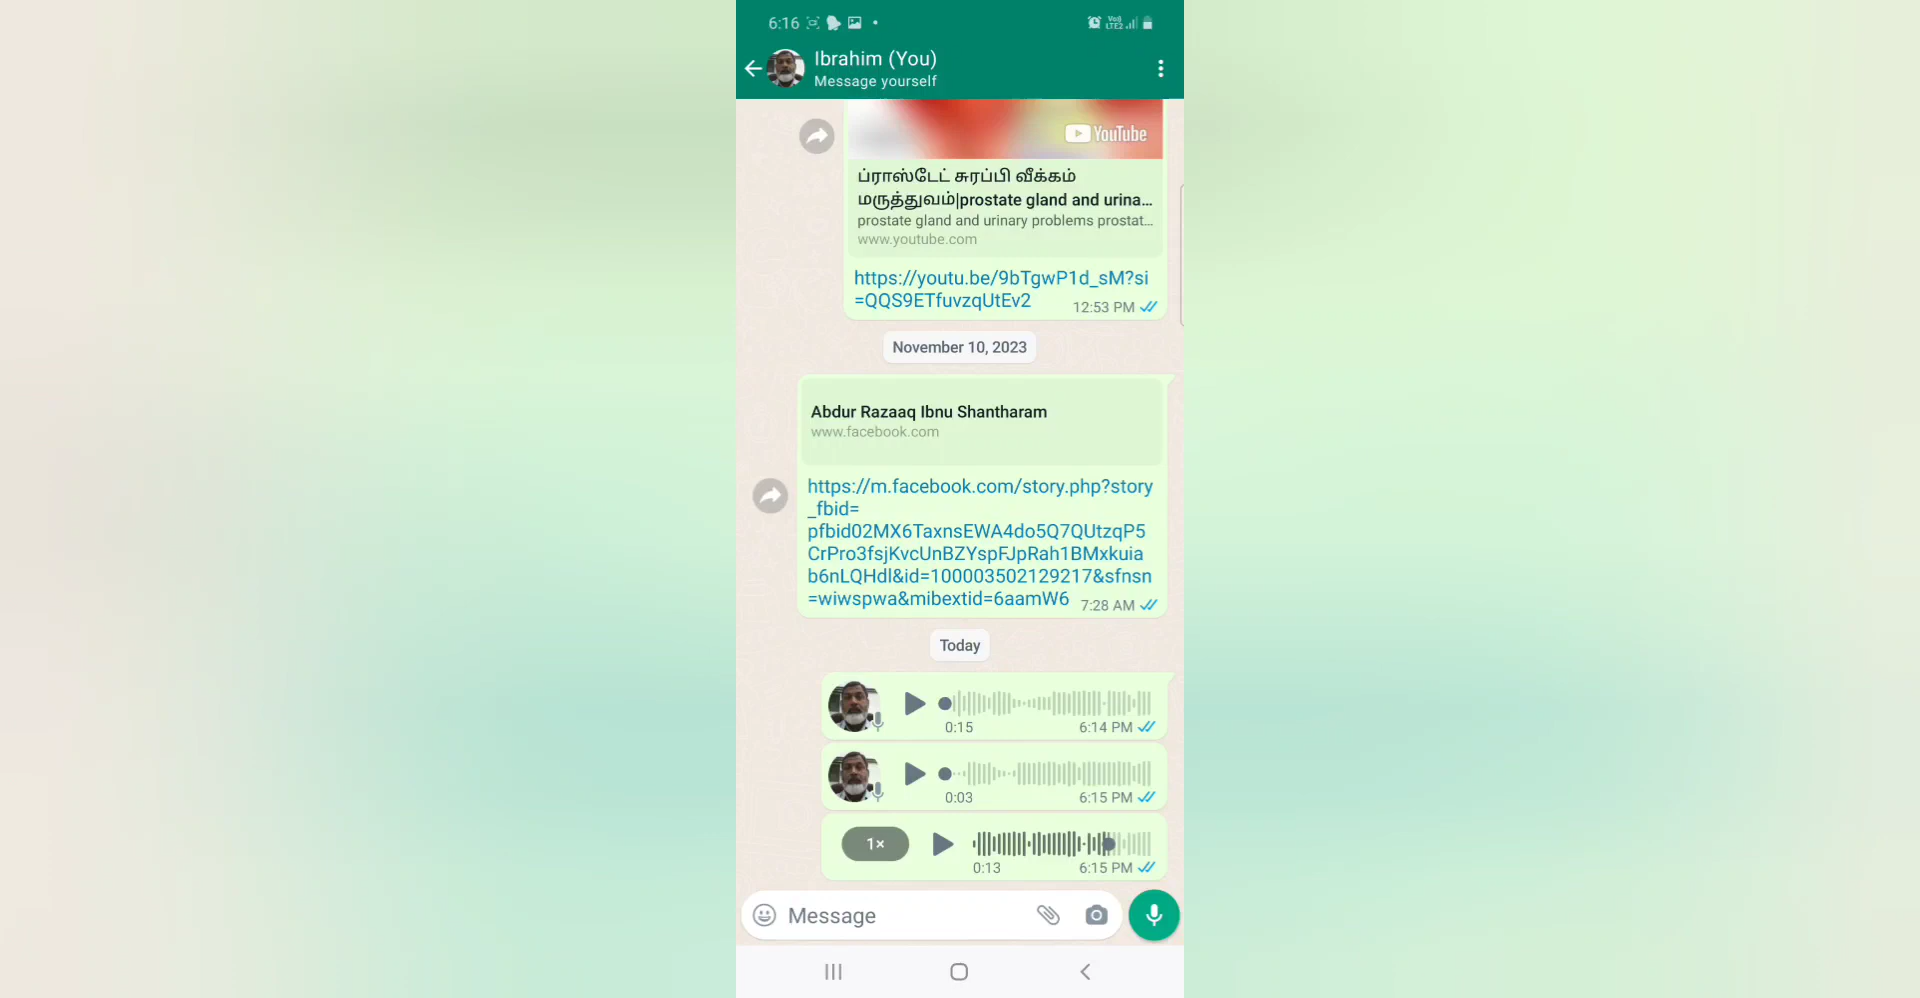 6:16
Vo) LTE2
Ibrahim (You)
Message yourself
YouTube
ப்ராஸ்டேட் சுரப்பி வீக்கம்
மருத்துவம்|prostate gland and urina...
prostate gland and urinary problems prostat...
www.youtube.com
https://youtu.be/9bTgwP1d_sM?si
=QQS9ETfuvzqUtEv2
12:53 PM
November 10, 2023
Abdur Razaaq Ibnu Shantharam
www.facebook.com
https://m.facebook.com/story.php?story
_fbid=
pfbid02MX6TaxnsEWA4do5Q7QUtzqP5
CrPro3fsjKvcUnBZYspFJpRah1BMxkuia
b6nLQHdl&id=100003502129217&sfnsn
=wiwspwa&mibextid=6aamW6
7:28 AM
Today
0:15
6:14 PM
0:03
6:15 PM
1×
0:13
6:15 PM
Message